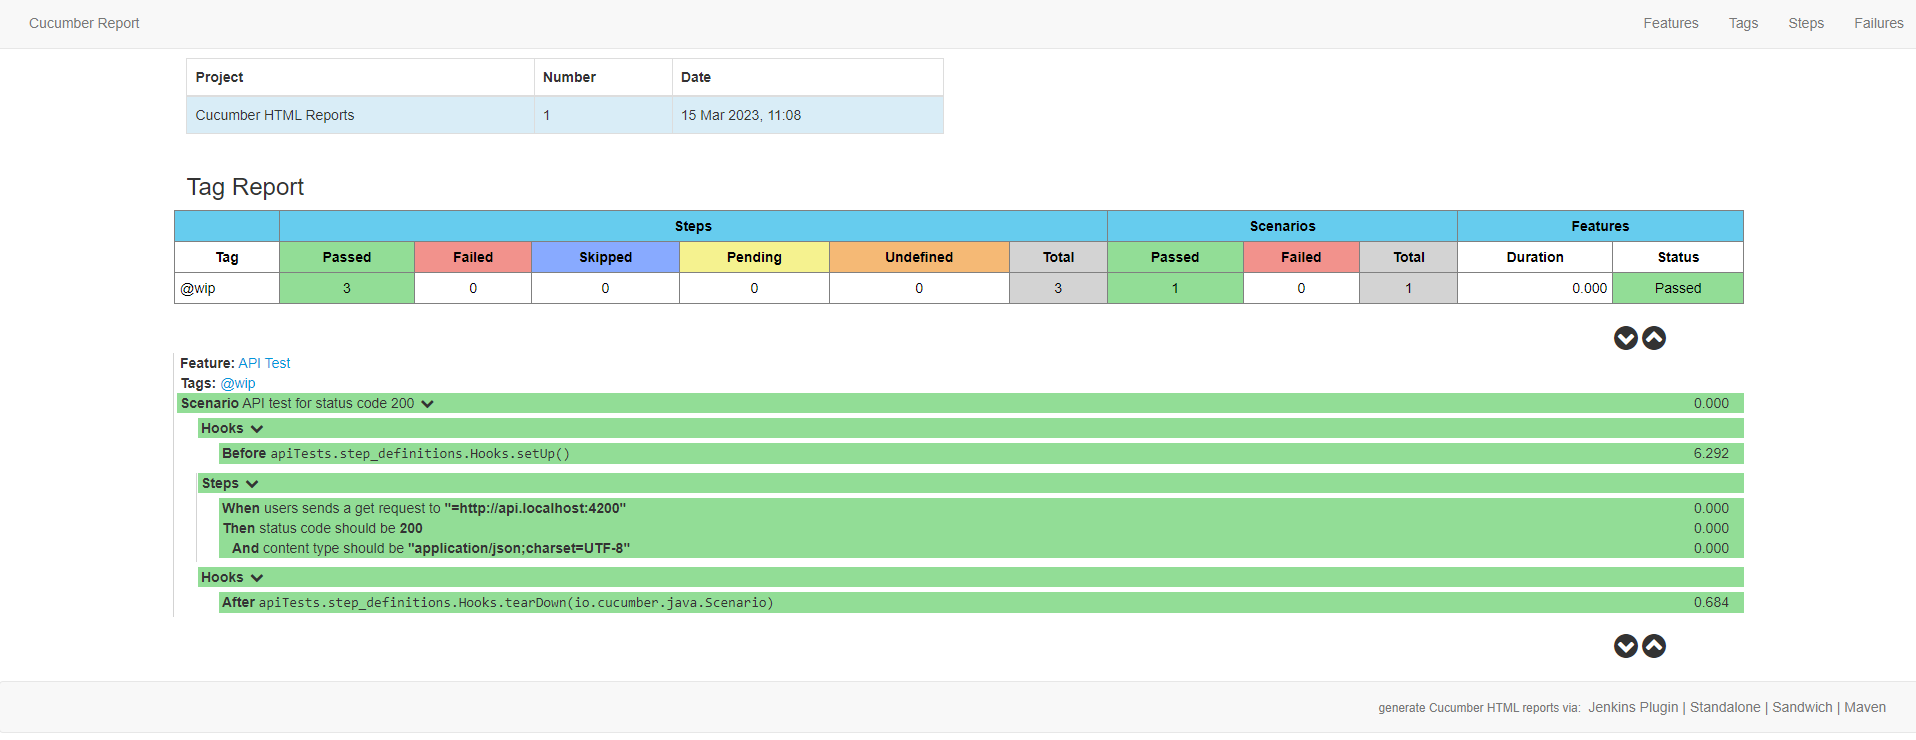 Cucumber Report Features Tags Steps Failures
Project Number Date
Cucumber HTML Reports 1 15 Mar 2023, 11:08
Tag Report
Steps Scenarios Features
Tag Passed Failed Skipped Pending Undefined Total Passed Failed Total Duration Status
@wip 3 0 0 0 0 3 1 0 1 0.000 Passed
Feature: API Test
Tags: @wip
Scenario API test for status code 200 0.000
Hooks
Before apiTests.step_definitions.Hooks.setUp() 6.292
Steps
When users sends a get request to "=http://api.localhost:4200" 0.000
Then status code should be 200 0.000
And content type should be "application/json;charset=UTF-8" 0.000
Hooks
After apiTests.step_definitions.Hooks.tearDown(io.cucumber.java.Scenario) 0.684
generate Cucumber HTML reports via: Jenkins Plugin | Standalone | Sandwich | Maven